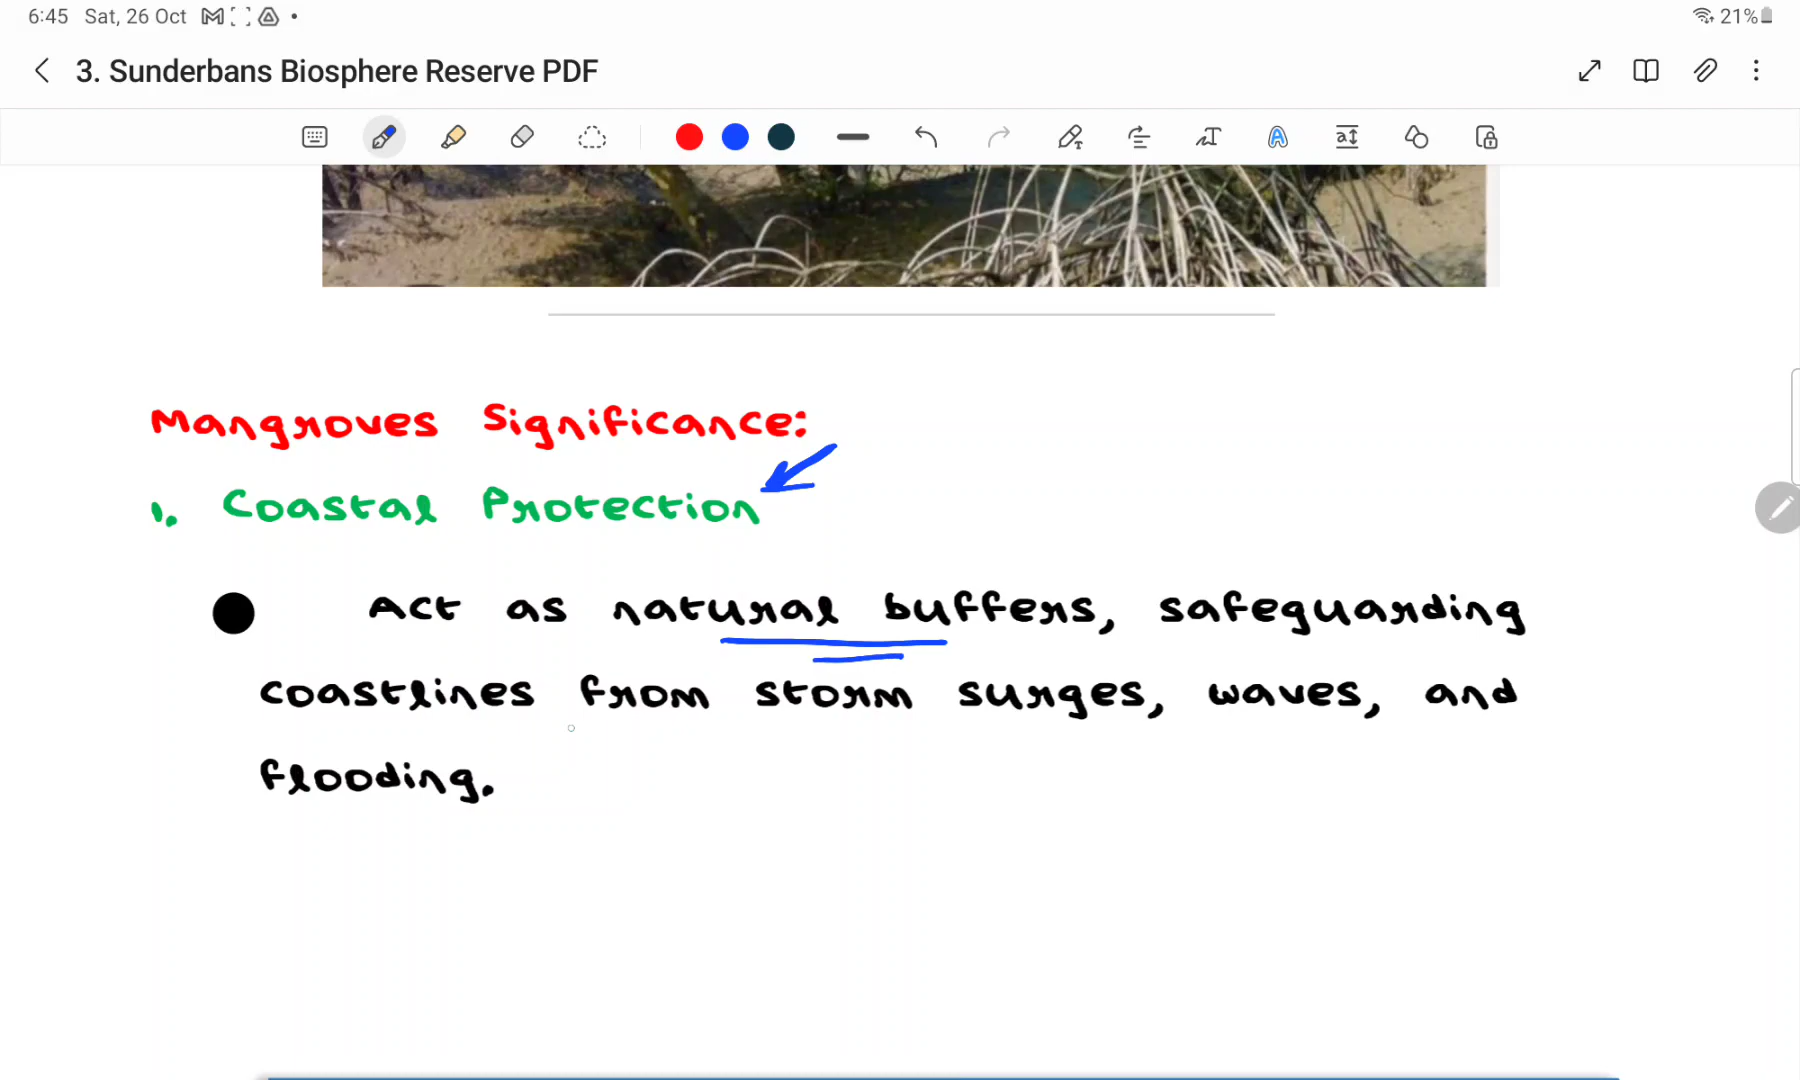 6:45 Sat, 26 Oct 21%
3. Sunderbans Biosphere Reserve PDF
Mangroves Significance:
1. Coastal Protection
● Act as natural buffers, safeguarding
coastlines from storm surges, waves, and
flooding.